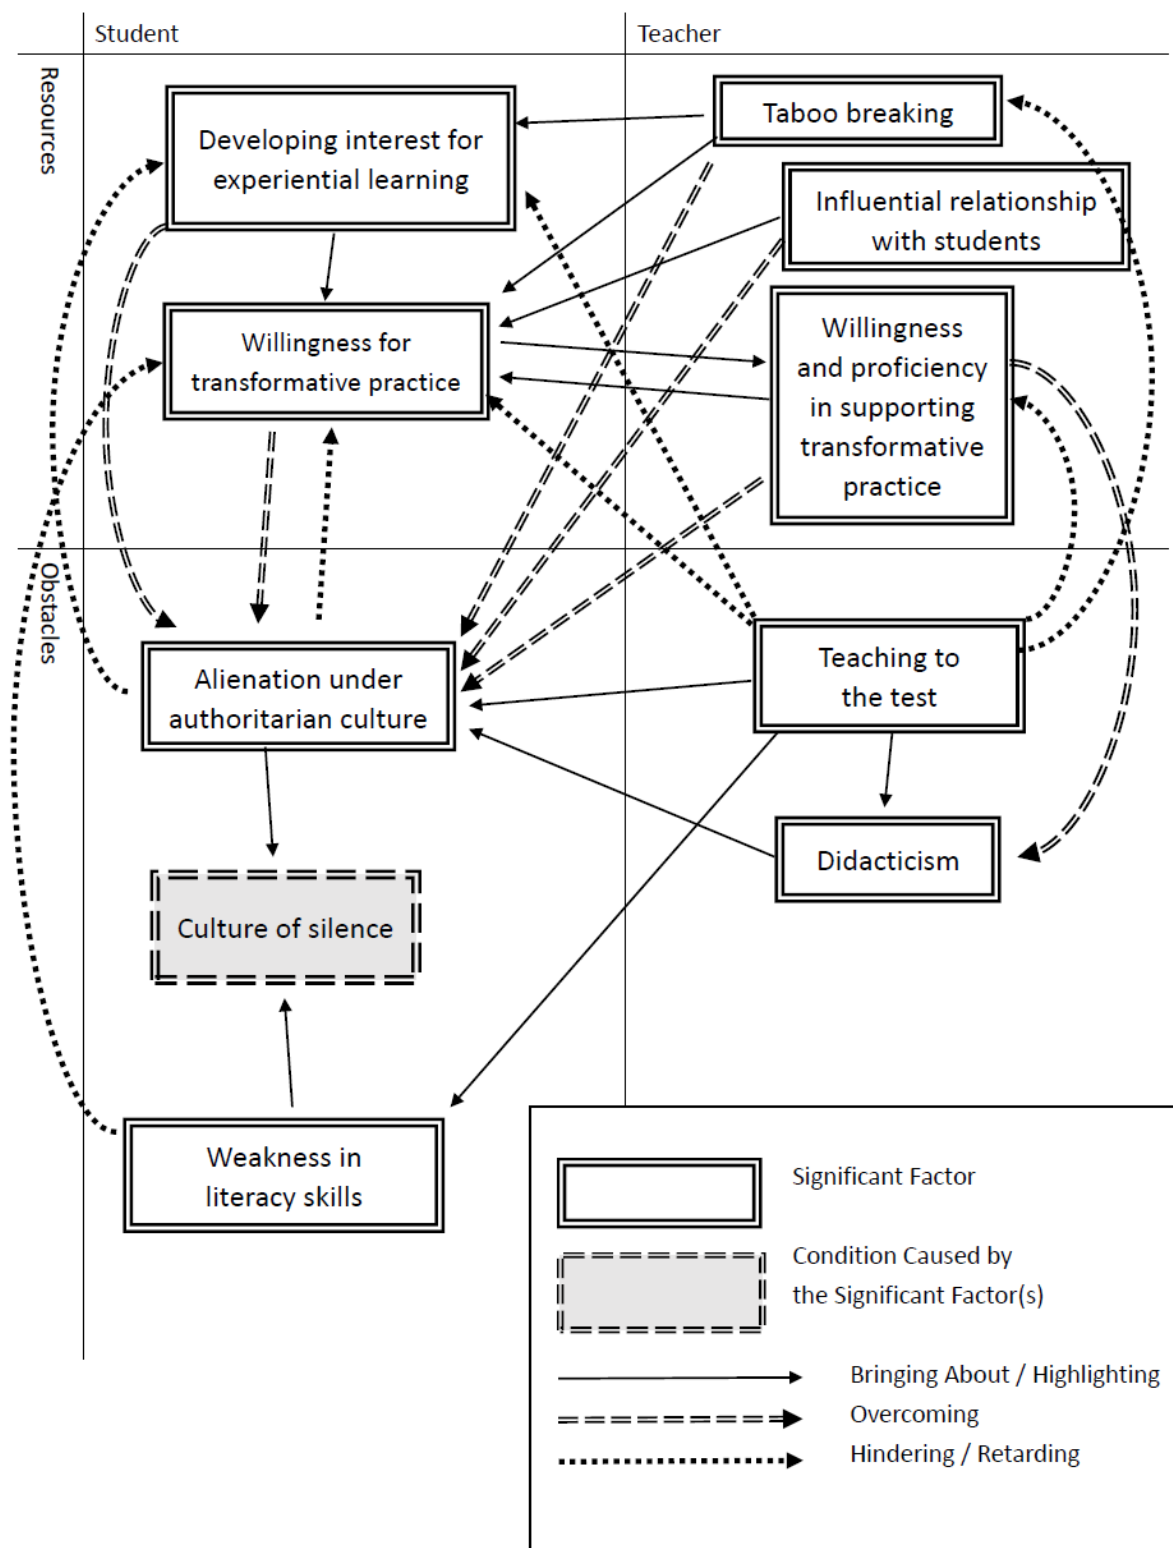 Student
Teacher
Resources
Developing interest for
experiential learning
Taboo breaking
Influential relationship
with students
Willingness for
transformative practice
Willingness
and proficiency
in supporting
transformative
practice
Obstacles
Alienation under
authoritarian culture
Teaching to
the test
Didacticism
Culture of silence
Weakness in
literacy skills
Significant Factor
Condition Caused by
the Significant Factor(s)
Bringing About / Highlighting
Overcoming
Hindering / Retarding